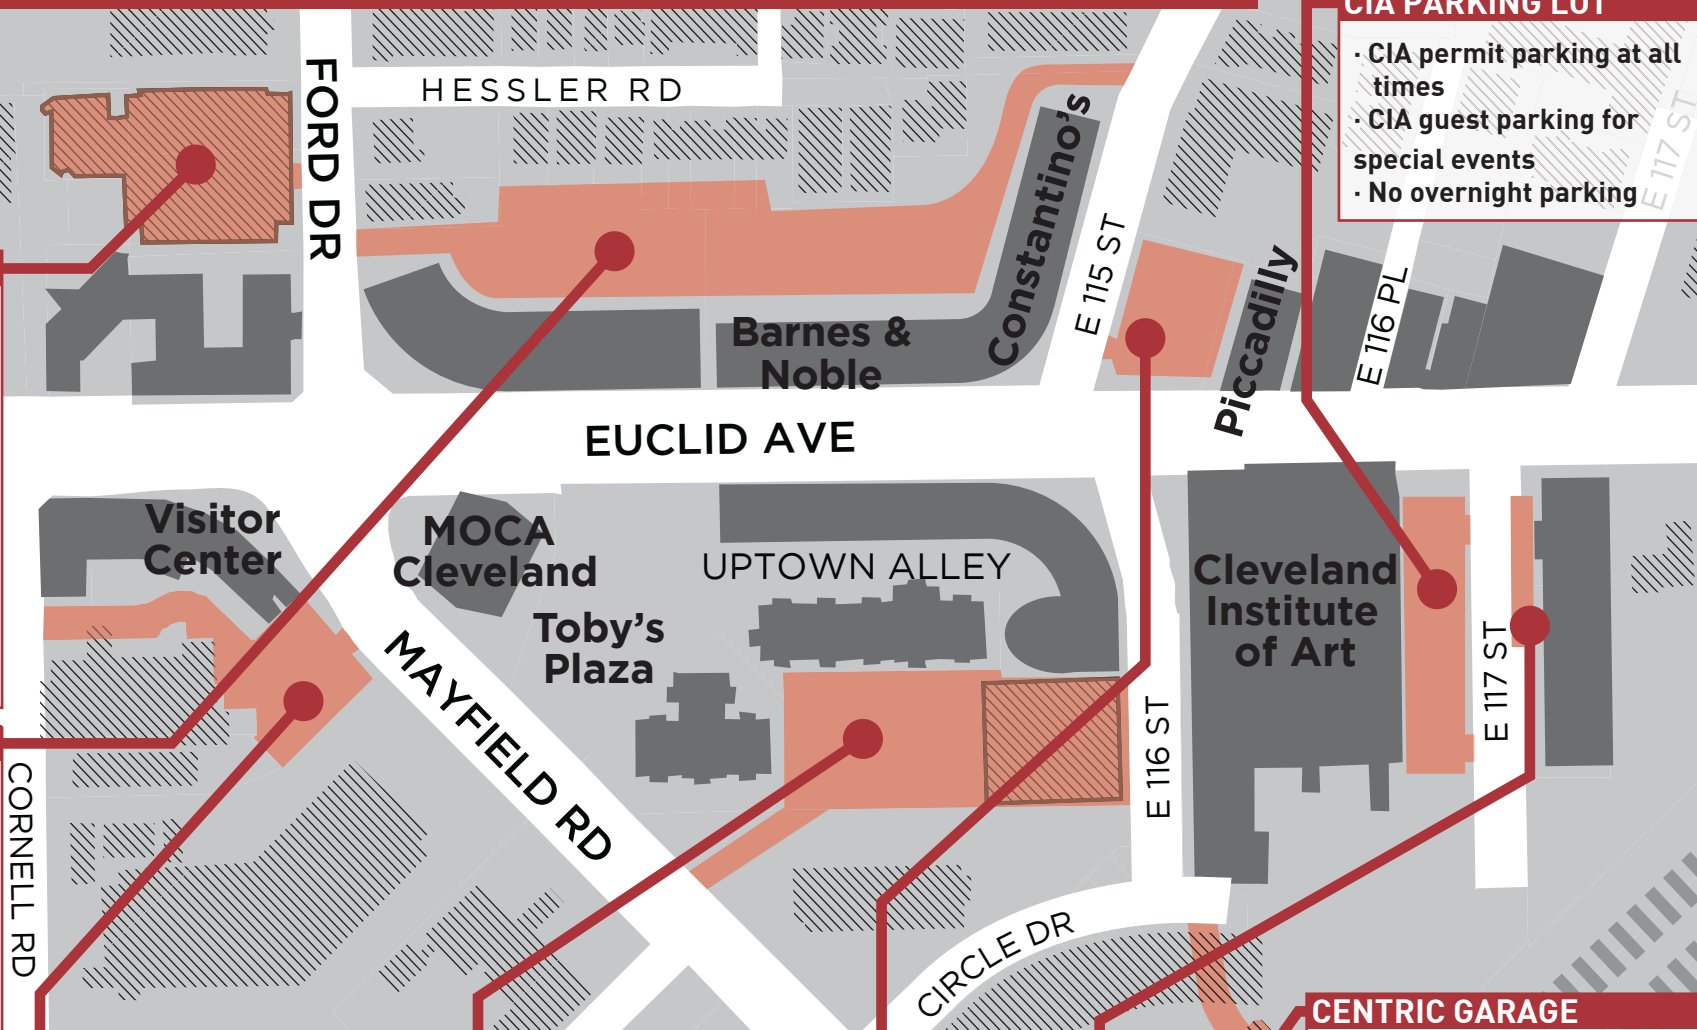 CIA PARKING LOT
· CIA permit parking at all
times
· CIA guest parking for
special events
· No overnight parking
E 117 ST
HESSLER RD
FORD DR
Constantino's
E 115 ST
Piccadilly
E 116 PL
Barnes &
Noble
EUCLID AVE
Visitor
Center
MOCA
Cleveland
UPTOWN ALLEY
Toby's
Plaza
Cleveland
Institute
of Art
MAYFIELD RD
E 116 ST
E 117 ST
CORNELL RD
CIRCLE DR
CENTRIC GARAGE